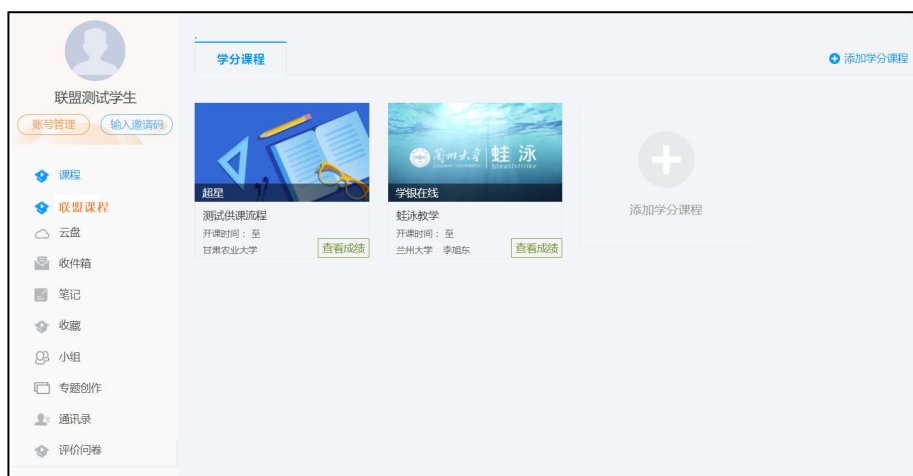 联盟测试学生
账号管理
输入邀请码
课程
联盟课程
云盘
收件箱
笔记
收藏
小组
专题创作
通讯录
评价问卷
学分课程
添加学分课程
超星
测试供课流程
开课时间：至
甘肃农业大学
查看成绩
兰州大学
蛙泳
breaststroke
学银在线
蛙泳教学
开课时间：至
兰州大学 李旭东
查看成绩
添加学分课程